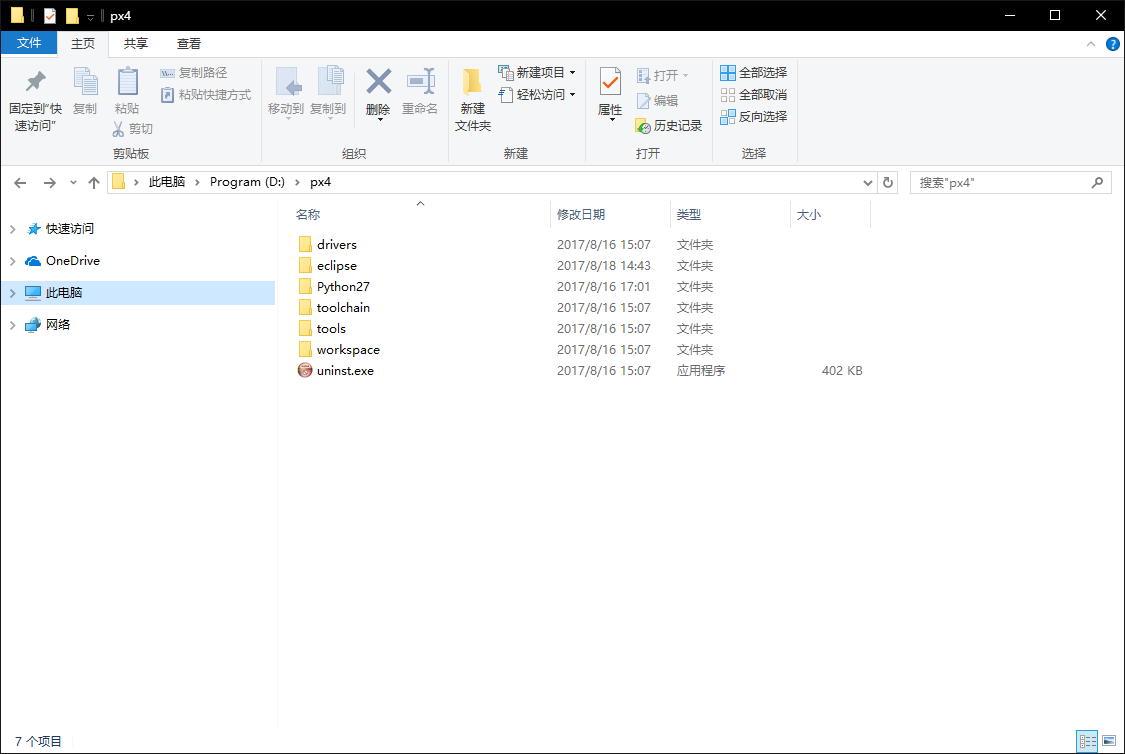 px4
文件 主页 共享 查看
固定到"快速访问"
复制
粘贴
复制路径
粘贴快捷方式
剪切
剪贴板
移动到
复制到
删除
重命名
组织
新建文件夹
新建项目
轻松访问
新建
属性
打开
编辑
历史记录
打开
全部选择
全部取消
反向选择
选择
此电脑 Program (D:) px4
搜索"px4"
快速访问
OneDrive
此电脑
网络
名称 修改日期 类型 大小
drivers 2017/8/16 15:07 文件夹
eclipse 2017/8/18 14:43 文件夹
Python27 2017/8/16 17:01 文件夹
toolchain 2017/8/16 15:07 文件夹
tools 2017/8/16 15:07 文件夹
workspace 2017/8/16 15:07 文件夹
uninst.exe 2017/8/16 15:07 应用程序 402 KB
7 个项目